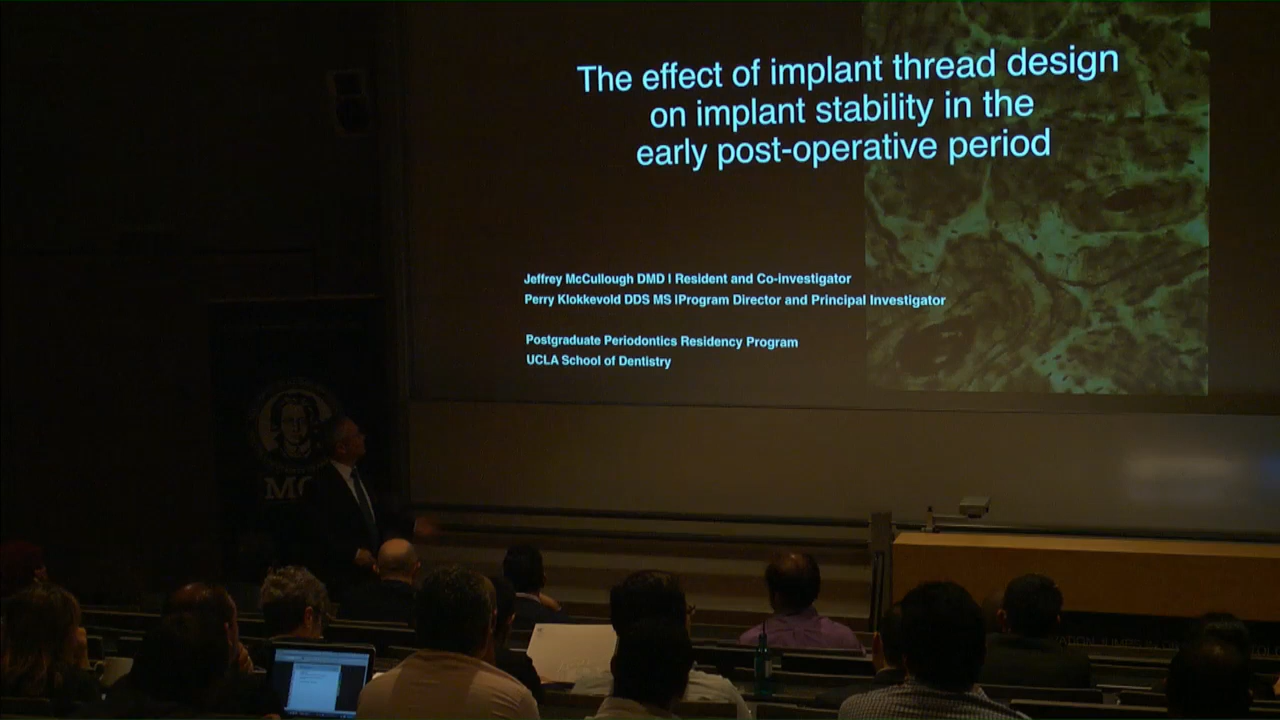 The effect of implant thread design
on implant stability in the
early post-operative period
Jeffrey McCullough DMD | Resident and Co-investigator
Perry Klokkevold DDS MS |Program Director and Principal Investigator
Postgraduate Periodontics Residency Program
UCLA School of Dentistry